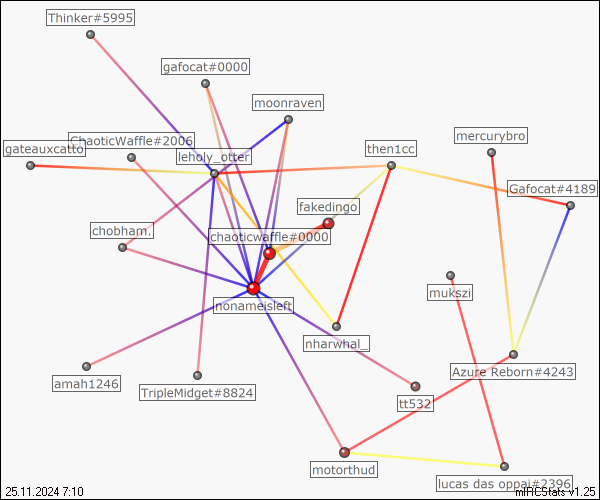 Thinker#5995
gafocat#0000
moonraven
ChaoticWaffle#2006
gateauxcatto
leholy_otter
then1cc
mercurybro
Gafocat#4189
fakedingo
chobham.
chaoticwaffle#0000
mukszi
nonameisleft
nharwhal_
Azure Reborn#4243
amah1246
TripleMidget#8824
tt532
motorthud
lucas das oppai#2396
25.11.2024 7:10
mIRCStats v1.25